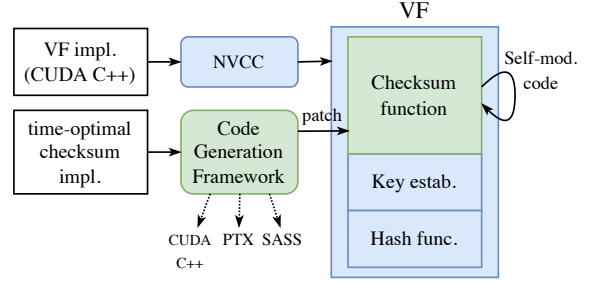 VF
VF impl.
(CUDA C++)
NVCC
Checksum
function
Self-mod.
code
time-optimal
checksum
impl.
Code
Generation
Framework
patch
Key estab.
Hash func.
CUDA
C++
PTX
SASS